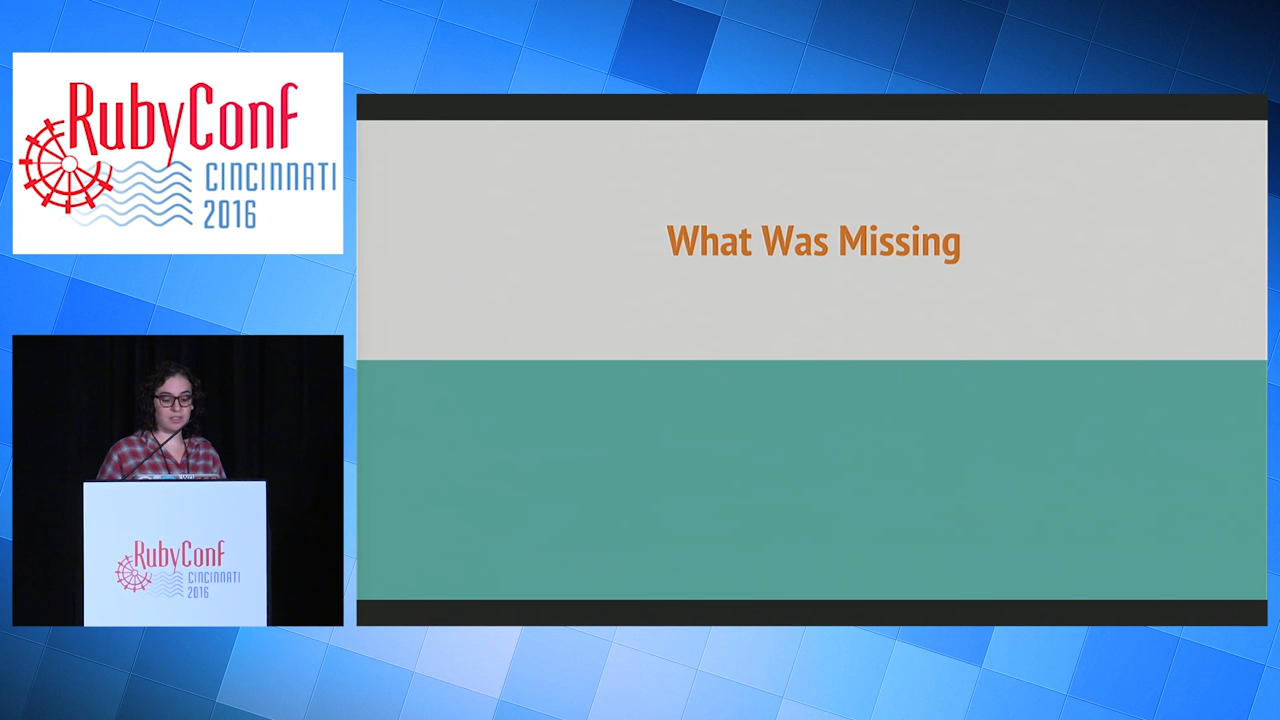 RubyConf
CINCINNATI
2016
What Was Missing
RubyConf
CINCINNATI
2016